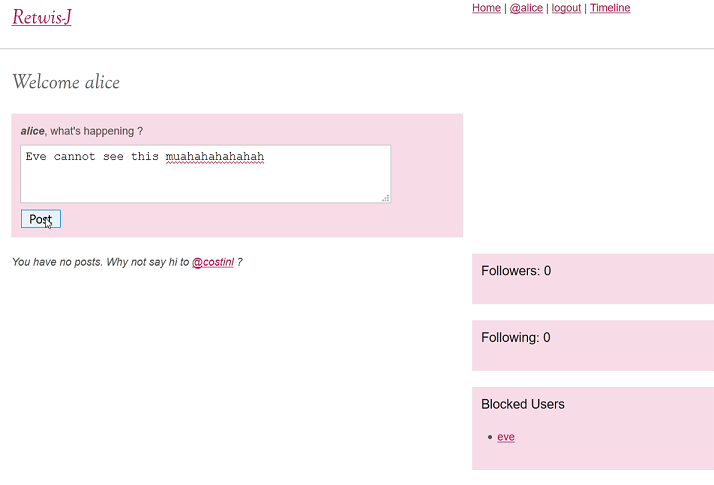 Retwis-J
Home | @alice | logout | Timeline
Welcome alice
alice, what's happening ?
Eve cannot see this muahahahahahah
Post
You have no posts. Why not say hi to @costinl ?
Followers: 0
Following: 0
Blocked Users
• eve